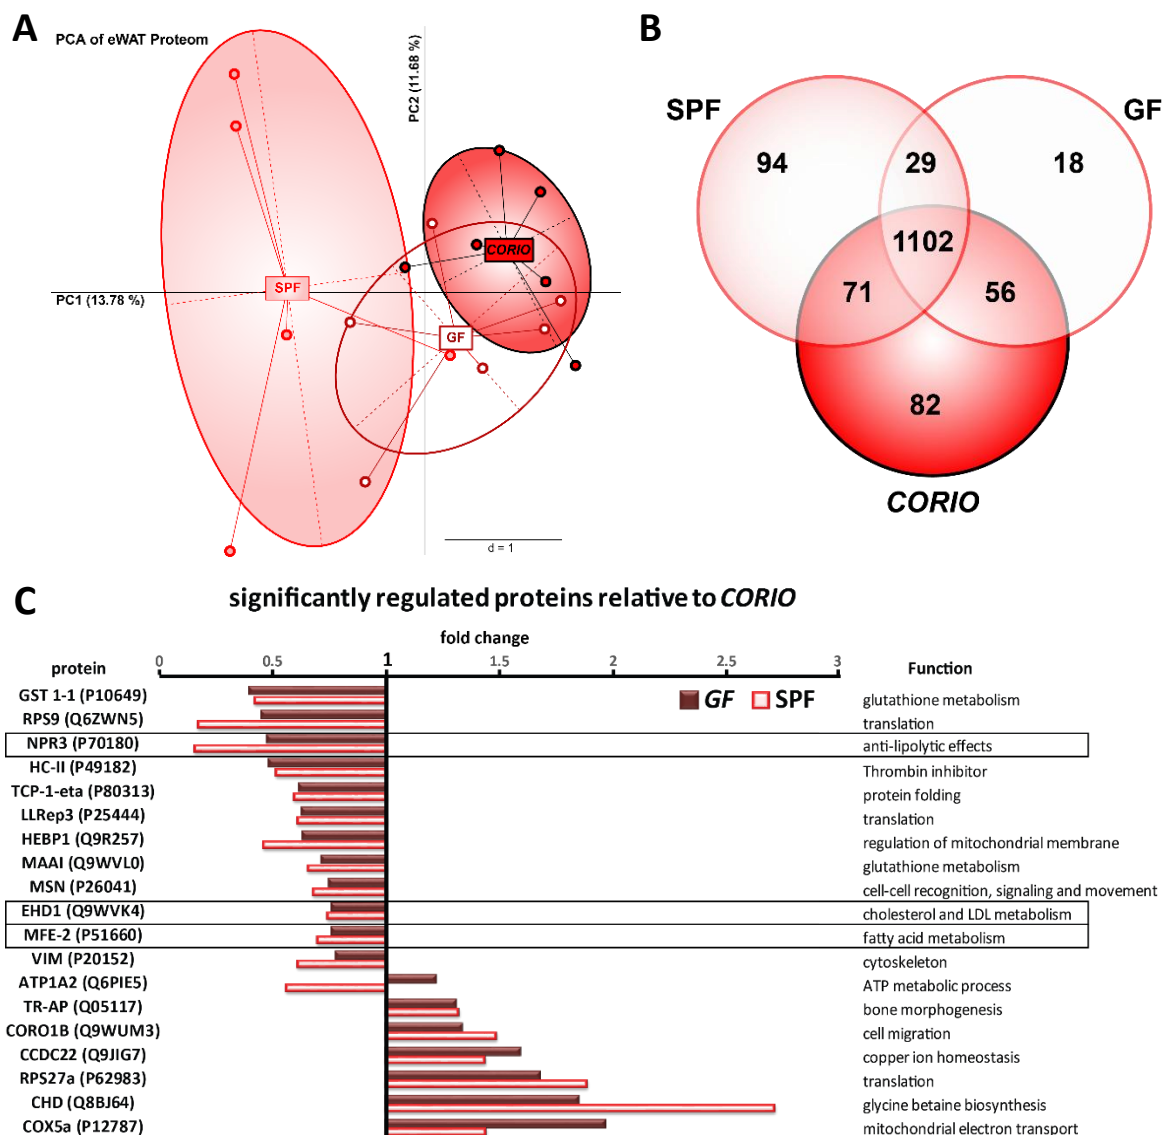 A
PCA of eWAT Proteom
PC2 (11.68 %)
CORIO
SPF
PC1 (13.78 %)
GF
d = 1
B
SPF
GF
94
29
18
1102
71
56
82
CORIO
C
significantly regulated proteins relative to CORIO
fold change
protein
0 0.5 1 1.5 2 2.5 3
Function
GF SPF
GST 1-1 (P10649) glutathione metabolism
RPS9 (Q6ZWN5) translation
NPR3 (P70180) anti-lipolytic effects
HC-II (P49182) Thrombin inhibitor
TCP-1-eta (P80313) protein folding
LLRep3 (P25444) translation
HEBP1 (Q9R257) regulation of mitochondrial membrane
MAAI (Q9WVL0) glutathione metabolism
MSN (P26041) cell-cell recognition, signaling and movement
EHD1 (Q9WVK4) cholesterol and LDL metabolism
MFE-2 (P51660) fatty acid metabolism
VIM (P20152) cytoskeleton
ATP1A2 (Q6PIE5) ATP metabolic process
TR-AP (Q05117) bone morphogenesis
CORO1B (Q9WUM3) cell migration
CCDC22 (Q9JIG7) copper ion homeostasis
RPS27a (P62983) translation
CHD (Q8BJ64) glycine betaine biosynthesis
COX5a (P12787) mitochondrial electron transport